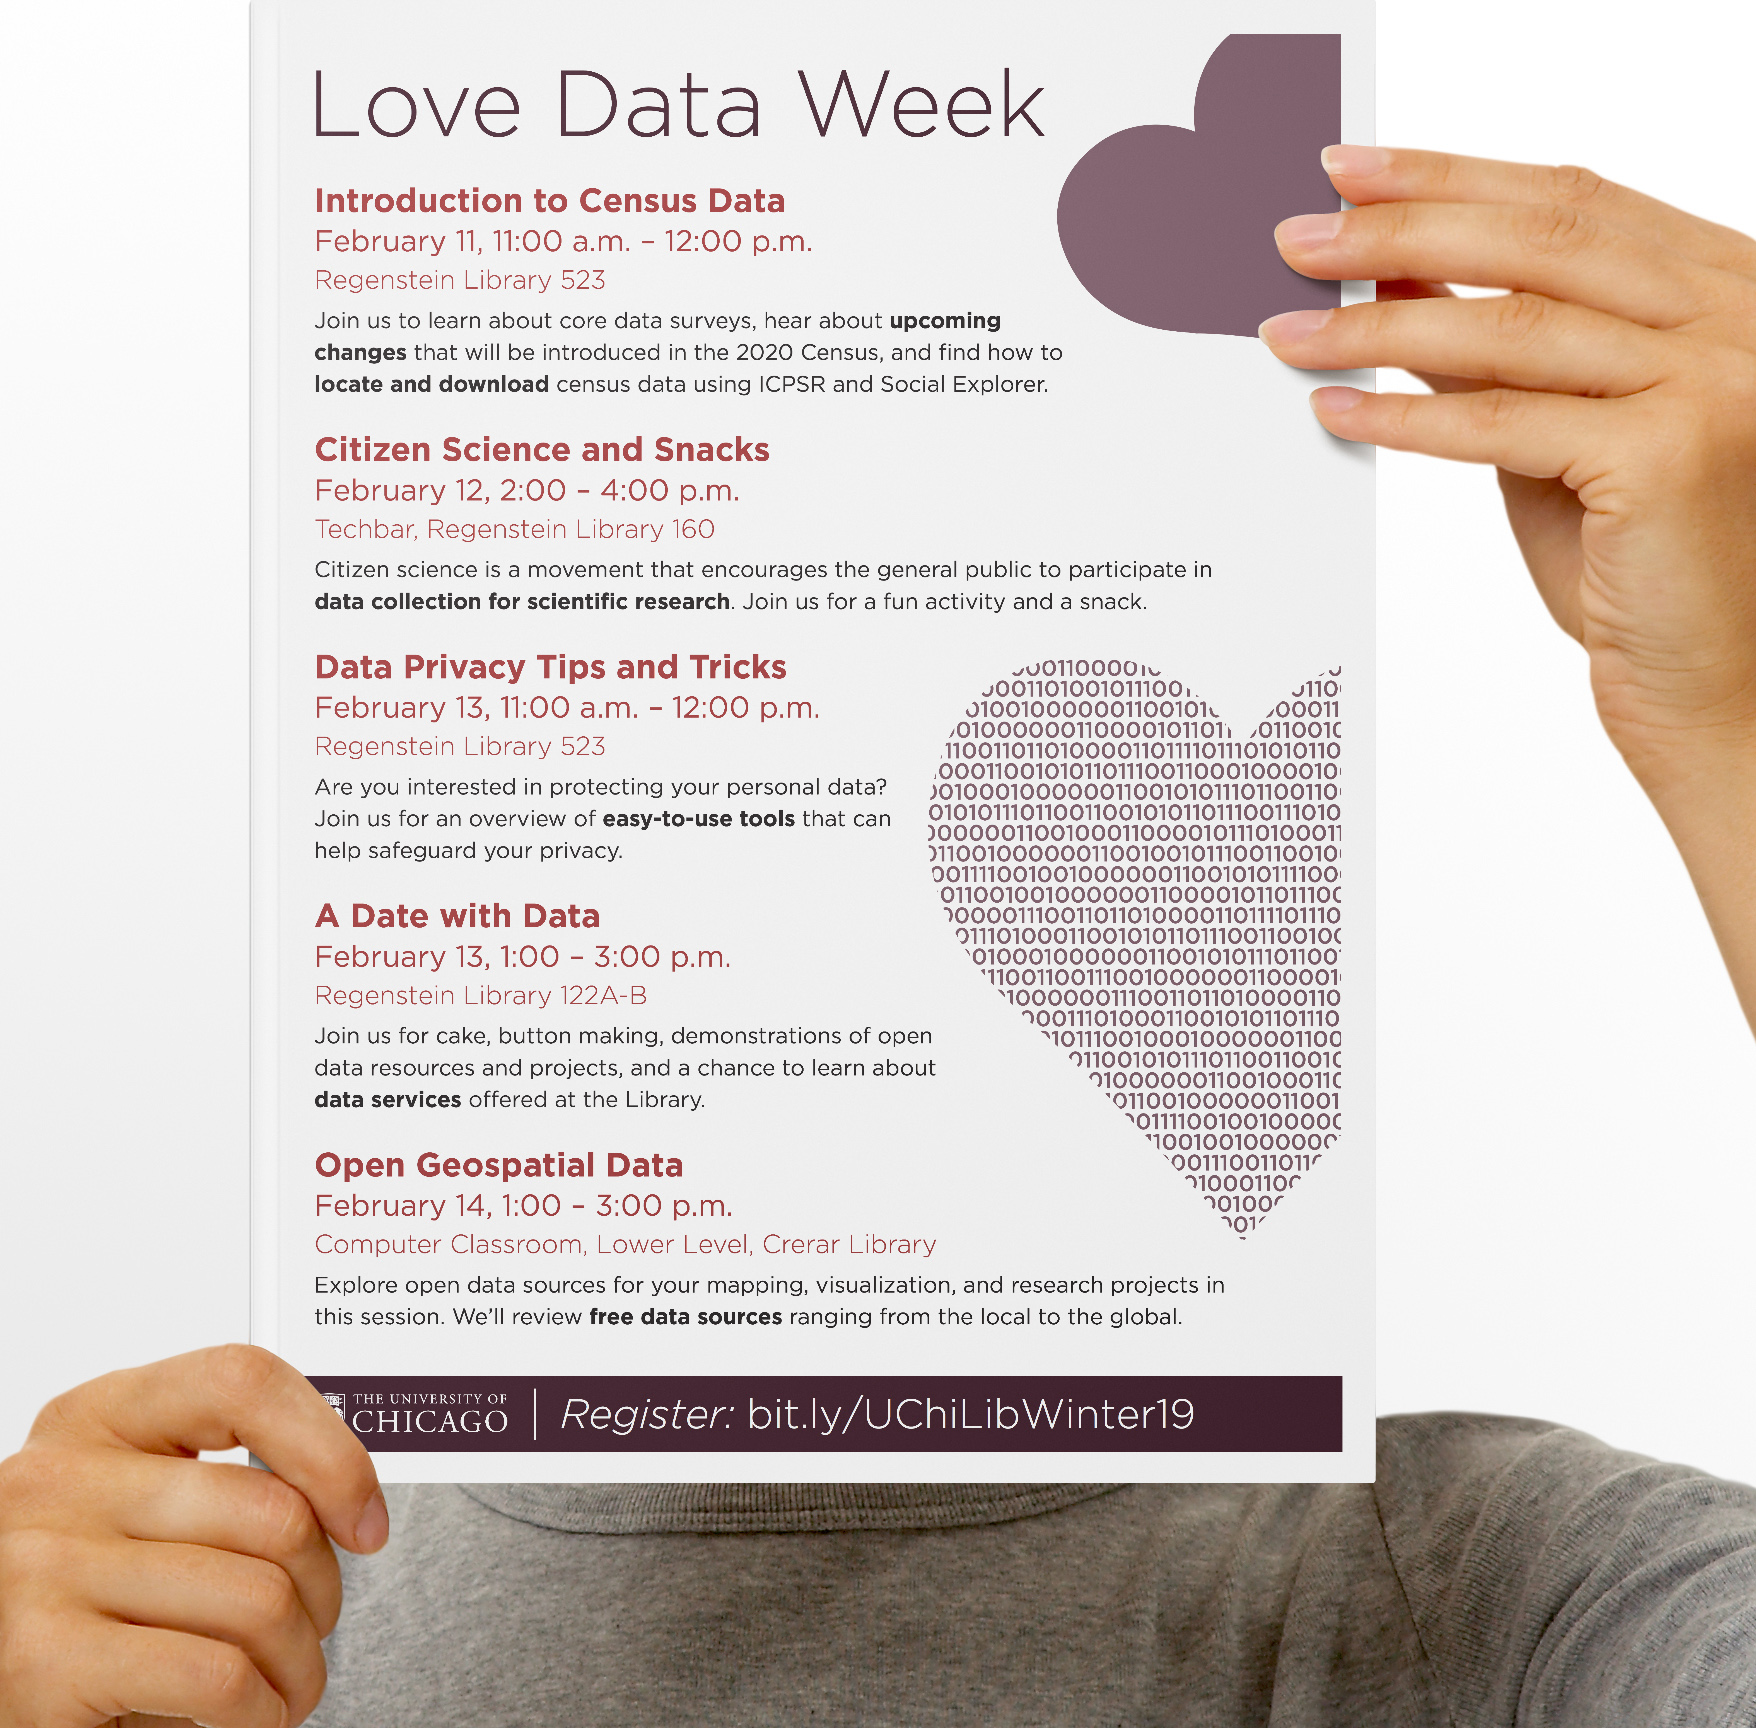 Love Data Week
Introduction to Census Data
February 11, 11:00 a.m. – 12:00 p.m.
Regenstein Library 523
Join us to learn about core data surveys, hear about upcoming
changes that will be introduced in the 2020 Census, and find how to
locate and download census data using ICPSR and Social Explorer.
Citizen Science and Snacks
February 12, 2:00 – 4:00 p.m.
Techbar, Regenstein Library 160
Citizen science is a movement that encourages the general public to participate in
data collection for scientific research. Join us for a fun activity and a snack.
Data Privacy Tips and Tricks
February 13, 11:00 a.m. – 12:00 p.m.
Regenstein Library 523
Are you interested in protecting your personal data?
Join us for an overview of easy-to-use tools that can
help safeguard your privacy.
A Date with Data
February 13, 1:00 – 3:00 p.m.
Regenstein Library 122A-B
Join us for cake, button making, demonstrations of open
data resources and projects, and a chance to learn about
data services offered at the Library.
Open Geospatial Data
February 14, 1:00 – 3:00 p.m.
Computer Classroom, Lower Level, Crerar Library
Explore open data sources for your mapping, visualization, and research projects in
this session. We'll review free data sources ranging from the local to the global.
THE UNIVERSITY OF
CHICAGO
Register: bit.ly/UChiLibWinter19